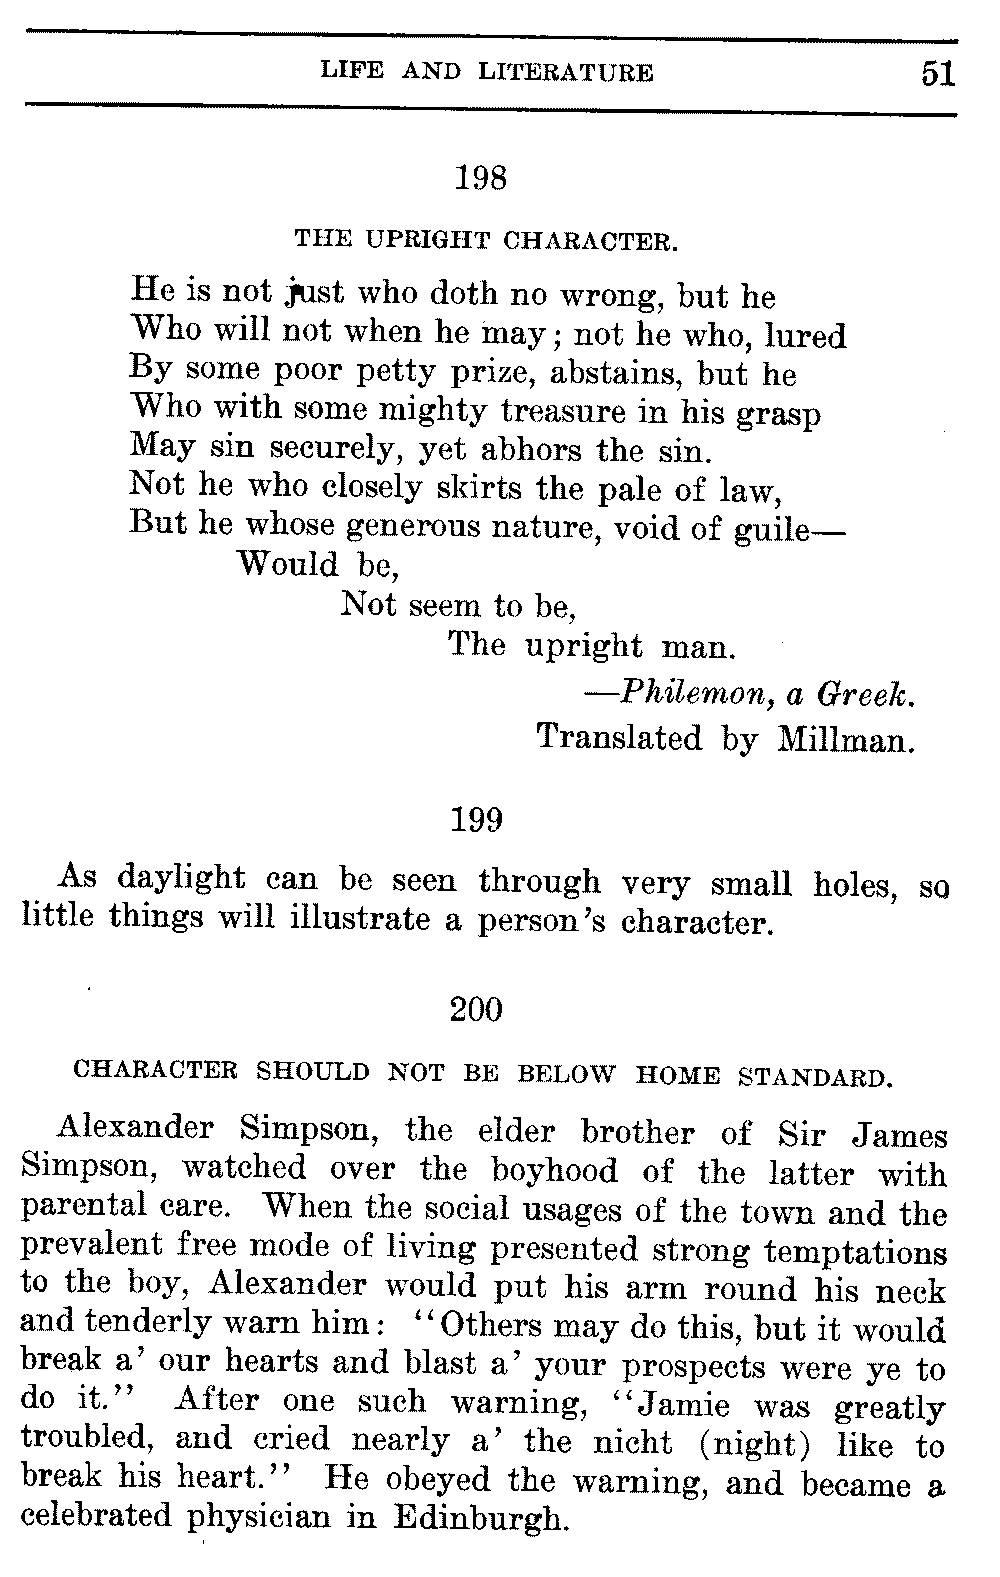 LIFE AND LITERATURE 51
198
THE UPRIGHT CHARACTER.
He is not just who doth no wrong, but he
Who will not when he may; not he who, lured
By some poor petty prize, abstains, but he
Who with some mighty treasure in his grasp
May sin securely, yet abhors the sin.
Not he who closely skirts the pale of law,
But he whose generous nature, void of guile—
Would be,
Not seem to be,
The upright man.
—Philemon, a Greek.
Translated by Millman.
199
As daylight can be seen through very small holes, so
little things will illustrate a person's character.
200
CHARACTER SHOULD NOT BE BELOW HOME STANDARD.
Alexander Simpson, the elder brother of Sir James
Simpson, watched over the boyhood of the latter with
parental care. When the social usages of the town and the
prevalent free mode of living presented strong temptations
to the boy, Alexander would put his arm round his neck
and tenderly warn him: "Others may do this, but it would
break a' our hearts and blast a' your prospects were ye to
do it." After one such warning, "Jamie was greatly
troubled, and cried nearly a' the nicht (night) like to
break his heart." He obeyed the warning, and became a
celebrated physician in Edinburgh.